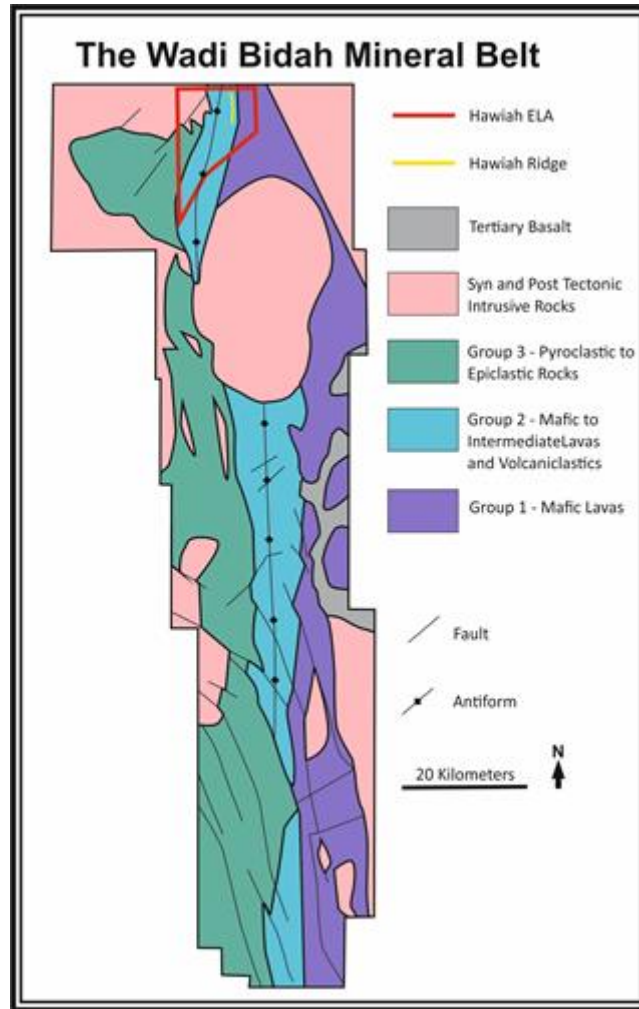 The Wadi Bidah Mineral Belt
Hawiah ELA
Hawiah Ridge
Tertiary Basalt
Syn and Post Tectonic
Intrusive Rocks
Group 3 - Pyroclastic to
Epiclastic Rocks
Group 2 - Mafic to
IntermediateLavas
and Volcaniclastics
Group 1 - Mafic Lavas
Fault
Antiform
N
20 Kilometers